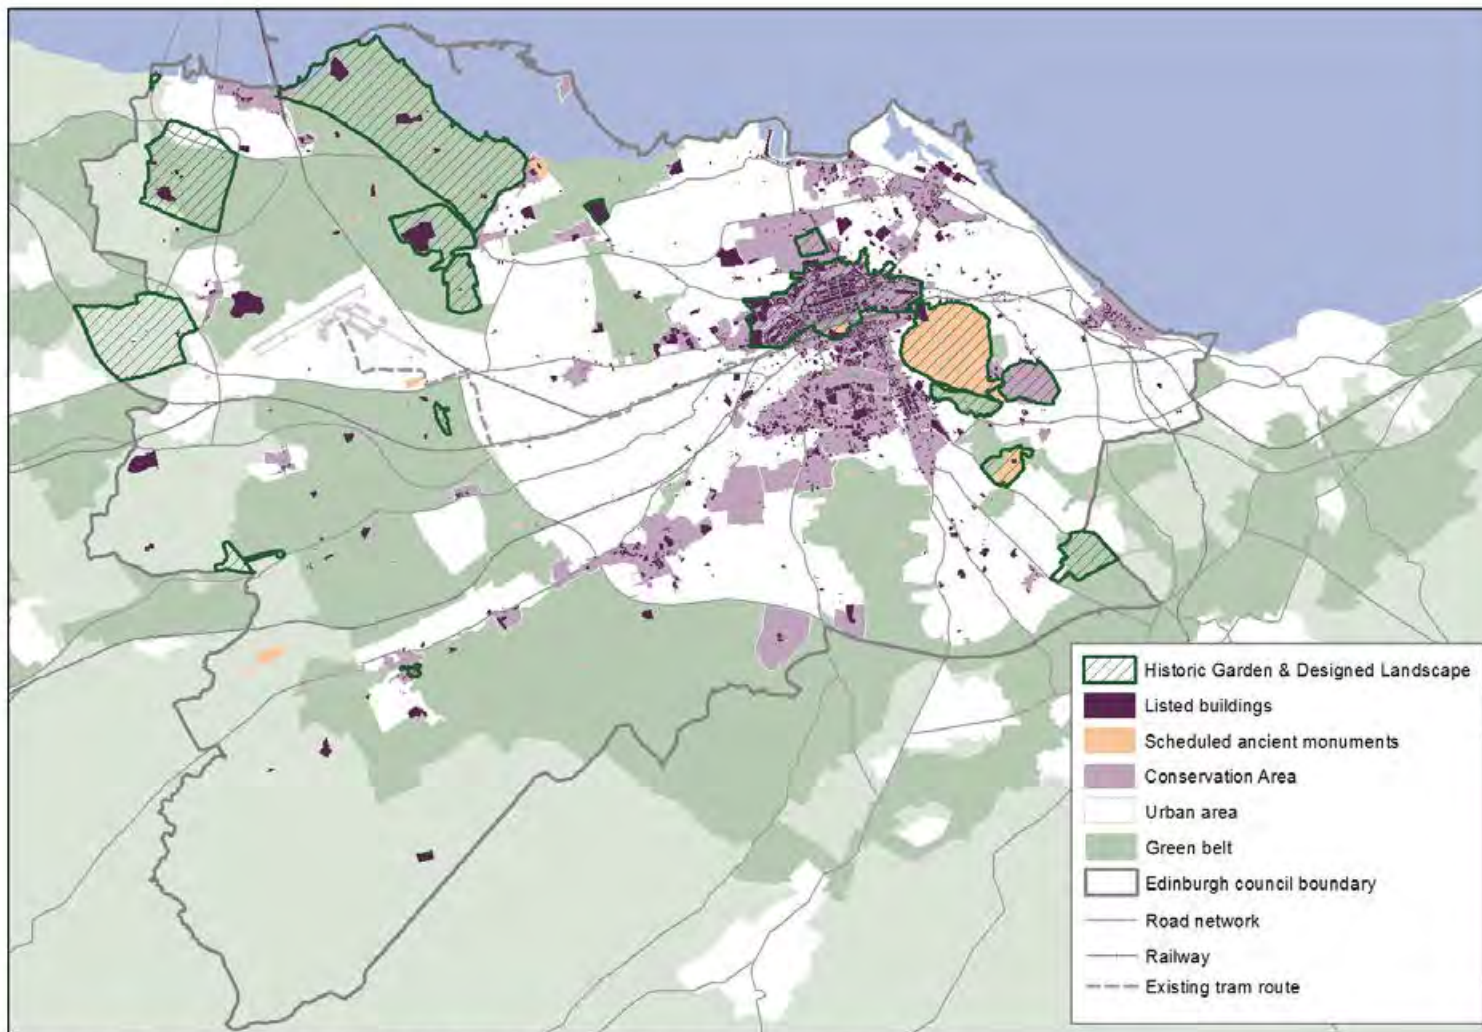 Historic Garden & Designed Landscape
Listed buildings
Scheduled ancient monuments
Conservation Area
Urban area
Green belt
Edinburgh council boundary
Road network
Railway
Existing tram route